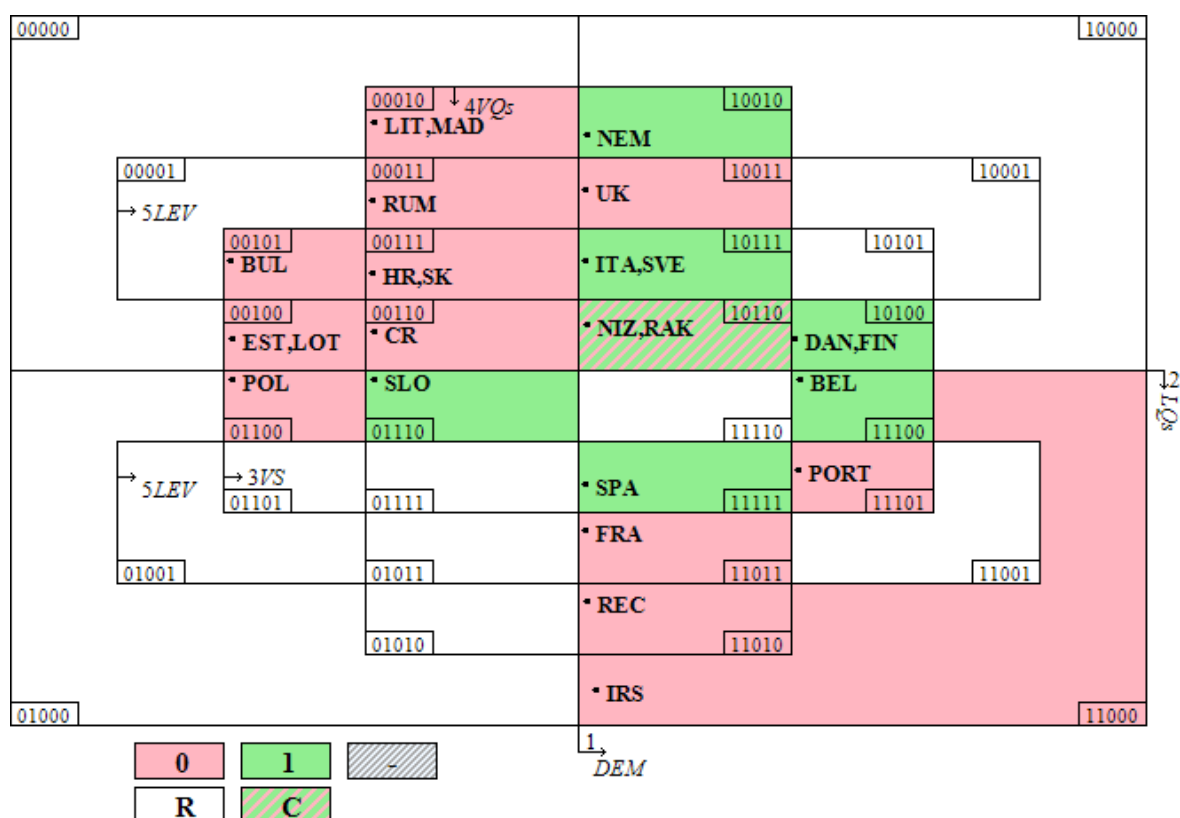 00000 10000
00010 4VQs 10010
LIT,MAD NEM
00001 00011 10011 10001
5LEV RUM UK
00101 00111 10111 10101
BUL HR,SK ITA,SVE
00100 00110 10110 10100
EST,LOT CR NIZ,RAK DAN,FIN
POL SLO BEL 2LQs
01100 01110 11110 11100
5LEV 3VS SPA PORT
01101 01111 11111 11101
FRA
01001 01011 11011 11001
REC
01010 11010
IRS
01000 11000
0 1 - 1
DEM
R C